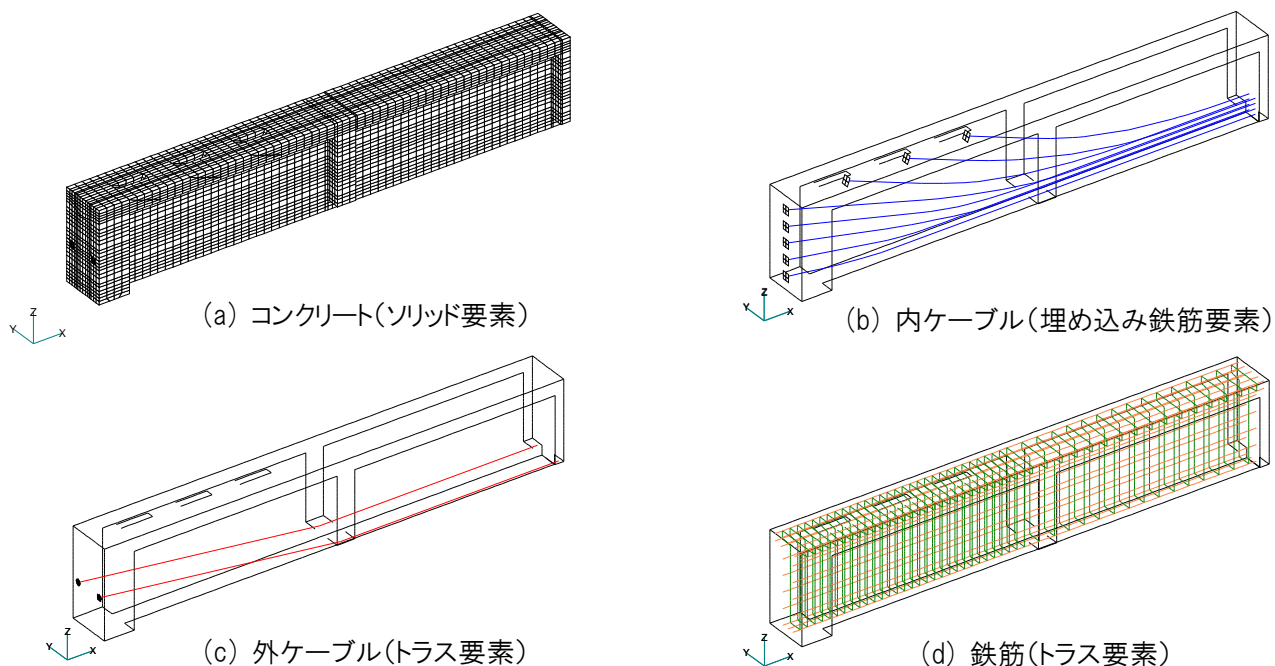 Z
Y
X
(a) コンクリート(ソリッド要素)
Z
Y
X
(b) 内ケーブル(埋め込み鉄筋要素)
Z
Y
X
(c) 外ケーブル(トラス要素)
Z
Y
X
(d) 鉄筋(トラス要素)